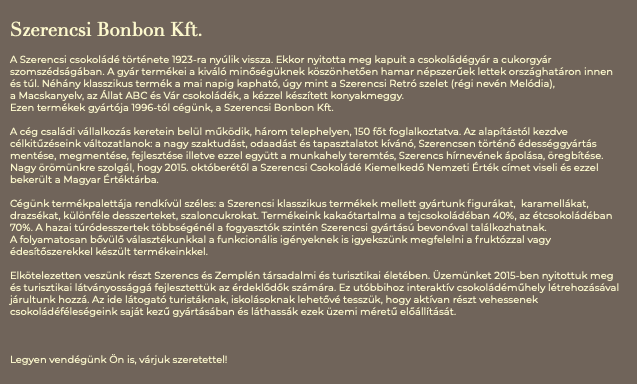 Szerencsi Bonbon Kft.
A Szerencsi csokoládé története 1923-ra nyúlik vissza. Ekkor nyitotta meg kapuit a csokoládégyár a cukorgyár
szomszédságában. A gyár termékei a kiváló minőségüknek köszönhetően hamar népszerűek lettek országhatáron innen
és túl. Néhány klasszikus termék a mai napig kapható, úgy mint a Szerencsi Retró szelet (régi nevén Melódia),
a Macskanyelv, az Állat ABC és Vár csokoládék, a kézzel készített konyakmeggy.
Ezen termékek gyártója 1996-tól cégünk, a Szerencsi Bonbon Kft.
A cég családi vállalkozás keretein belül működik, három telephelyen, 150 főt foglalkoztatva. Az alapítástól kezdve
célkitűzéseink változatlanok: a nagy szaktudást, odaadást és tapasztalatot kívánó, Szerencsen történő édességgyártás
mentése, megmentése, fejlesztése illetve ezzel együtt a munkahely teremtés, Szerencs hírnevének ápolása, öregbítése.
Nagy örömünkre szolgál, hogy 2015. októberétől a Szerencsi Csokoládé Kiemelkedő Nemzeti Érték címet viseli és ezzel
bekerült a Magyar Értéktárba.
Cégünk termékpalettája rendkívül széles: a Szerencsi klasszikus termékek mellett gyártunk figurákat, karamellákat,
drazsékat, különféle desszerteket, szaloncukrokat. Termékeink kakaótartalma a tejcsokoládéban 40%, az étcsokoládéban
70%. A hazai túródesszertek többségénél a fogyasztók szintén Szerencsi gyártású bevonóval találkozhatnak.
A folyamatosan bővülő választékunkkal a funkcionális igényeknek is igyekszünk megfelelni a fruktózzal vagy
édesítőszerekkel készült termékeinkkel.
Elkötelezetten veszünk részt Szerencs és Zemplén társadalmi és turisztikai életében. Üzemünket 2015-ben nyitottuk meg
és turisztikai látványossággá fejlesztettük az érdeklődők számára. Ez utóbbihoz interaktív csokoládéműhely létrehozásával
járultunk hozzá. Az ide látogató turistáknak, iskolásoknak lehetővé tesszük, hogy aktívan részt vehessenek
csokoládéféleségeink saját kezű gyártásában és láthassák ezek üzemi méretű előállítását.
Legyen vendégünk Ön is, várjuk szeretettel!